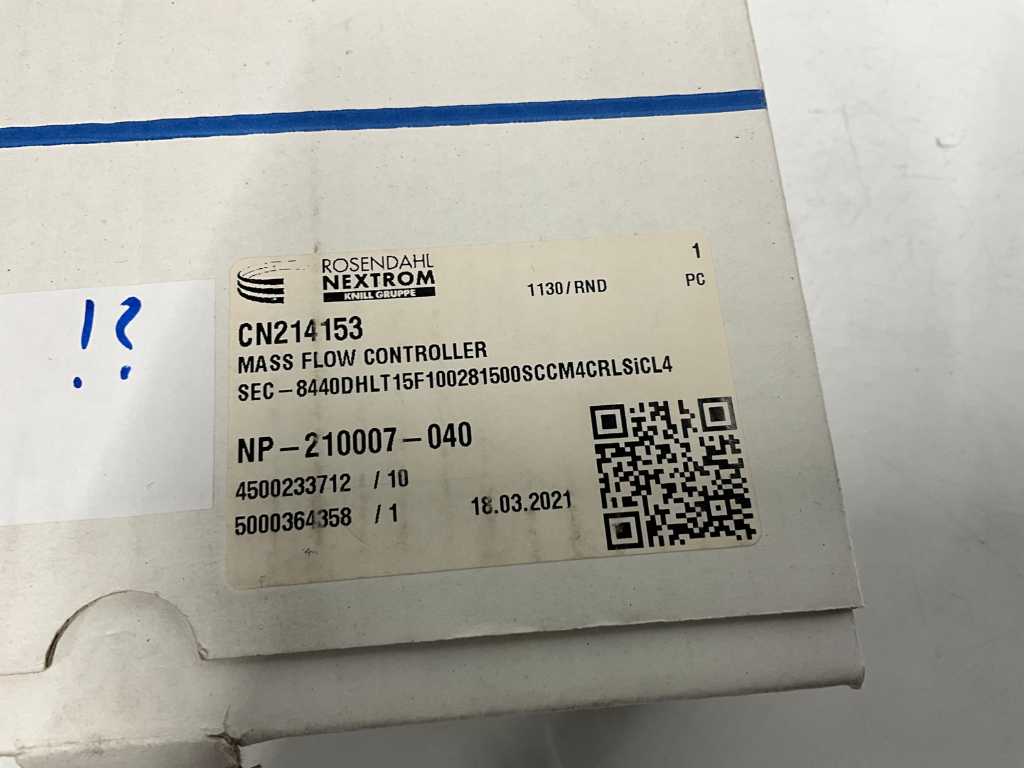 ROSENDAHL
NEXTROM
KNILL GRUPPE
1130/RND
1
PC
CN214153
MASS FLOW CONTROLLER
SEC-8440DHLT15F100281500SCCM4CRLSiCL4
NP-210007-040
4500233712 / 10
5000364358 / 1
18.03.2021
!?